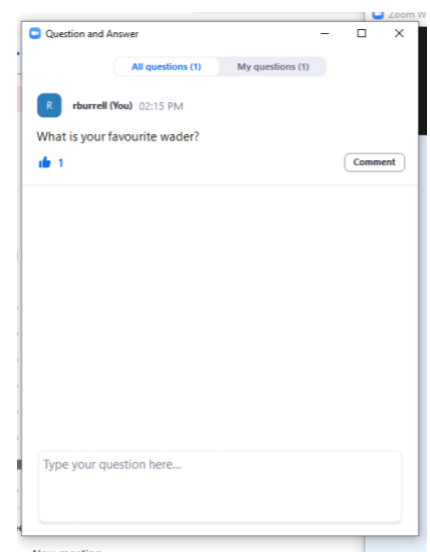 Zoom W
Question and Answer
All questions (1) My questions (1)
R rburrell (You) 02:15 PM
What is your favourite wader?
1 Comment
Type your question here...